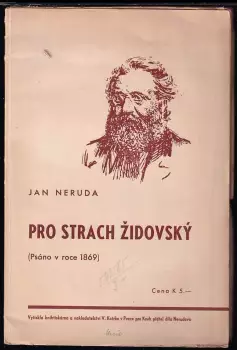 JAN NERUDA
PRO STRACH ŽIDOVSKÝ
(Psáno v roce 1869)
Cena K 5.—
Vytiskla knihtiskárna a nakladatelství V. Kotrba v Praze pro Kruh přátel díla Nerudova